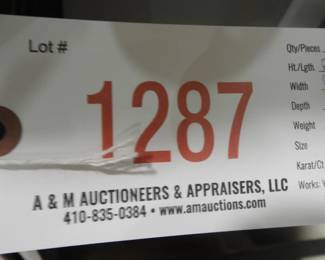 Lot #
1287
A & M AUCTIONEERS & APPRAISERS, LLC
410-835-0384 • www.amauctions.com
Qty/Pieces
Ht./Lgth
Width
Depth
Weight
Size
Karat/Ct
Works: